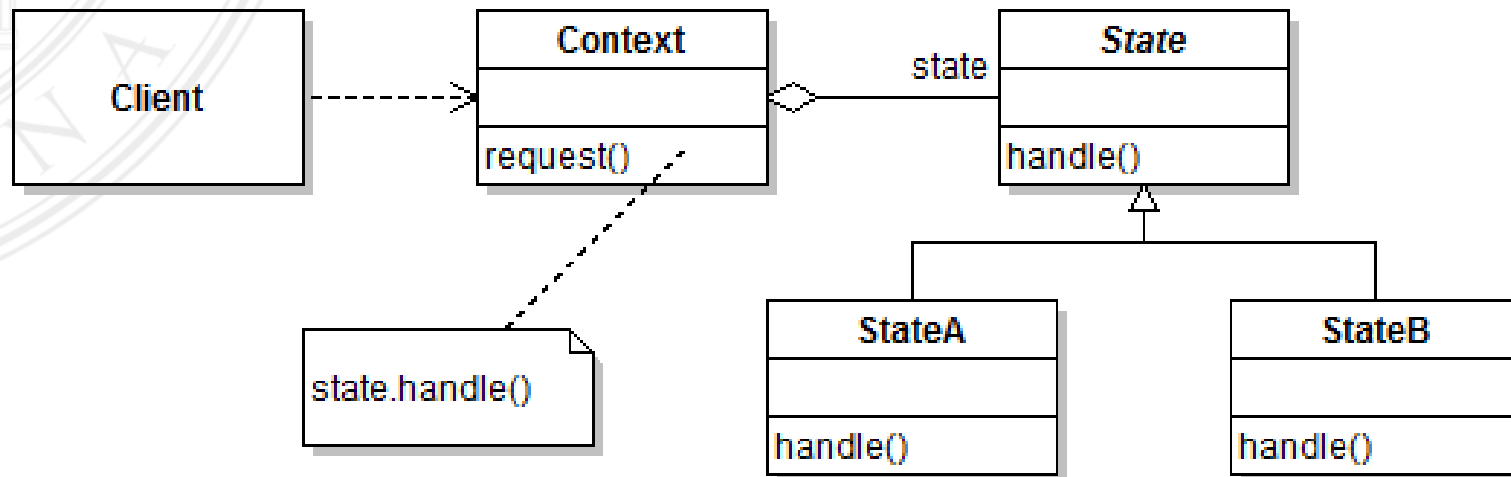 Client
Context
request()
state
State
handle()
state.handle()
StateA
handle()
StateB
handle()